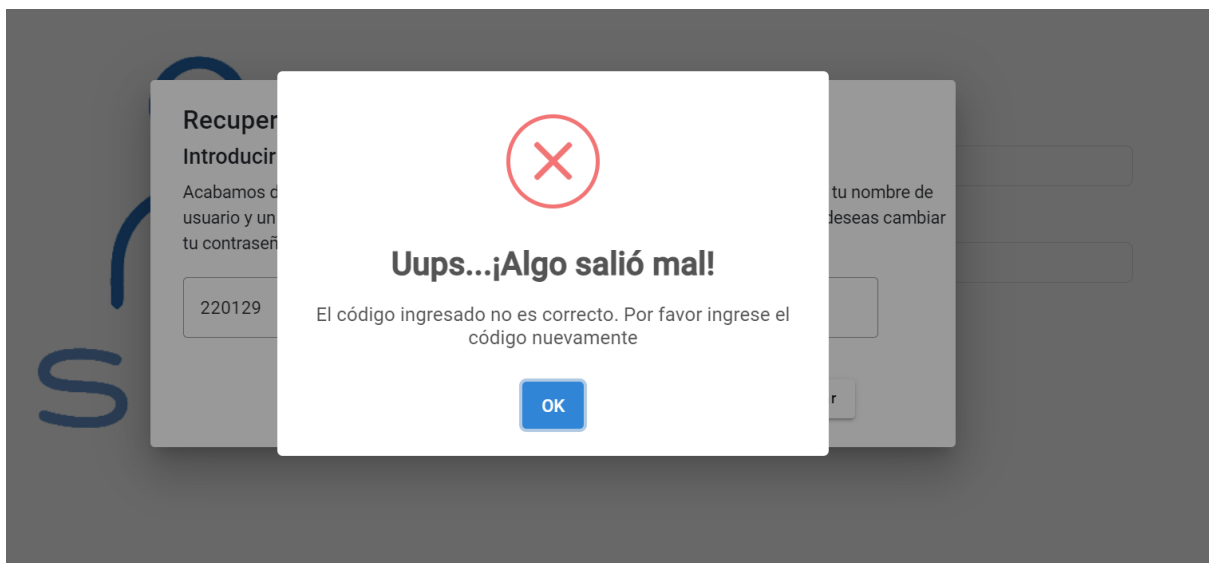 Recuper
Introducir
Acabamos d
tu nombre de
usuario y un
deseas cambiar
tu contraseñ
220129
Uups...¡Algo salió mal!
El código ingresado no es correcto. Por favor ingrese el
código nuevamente
OK
r
S